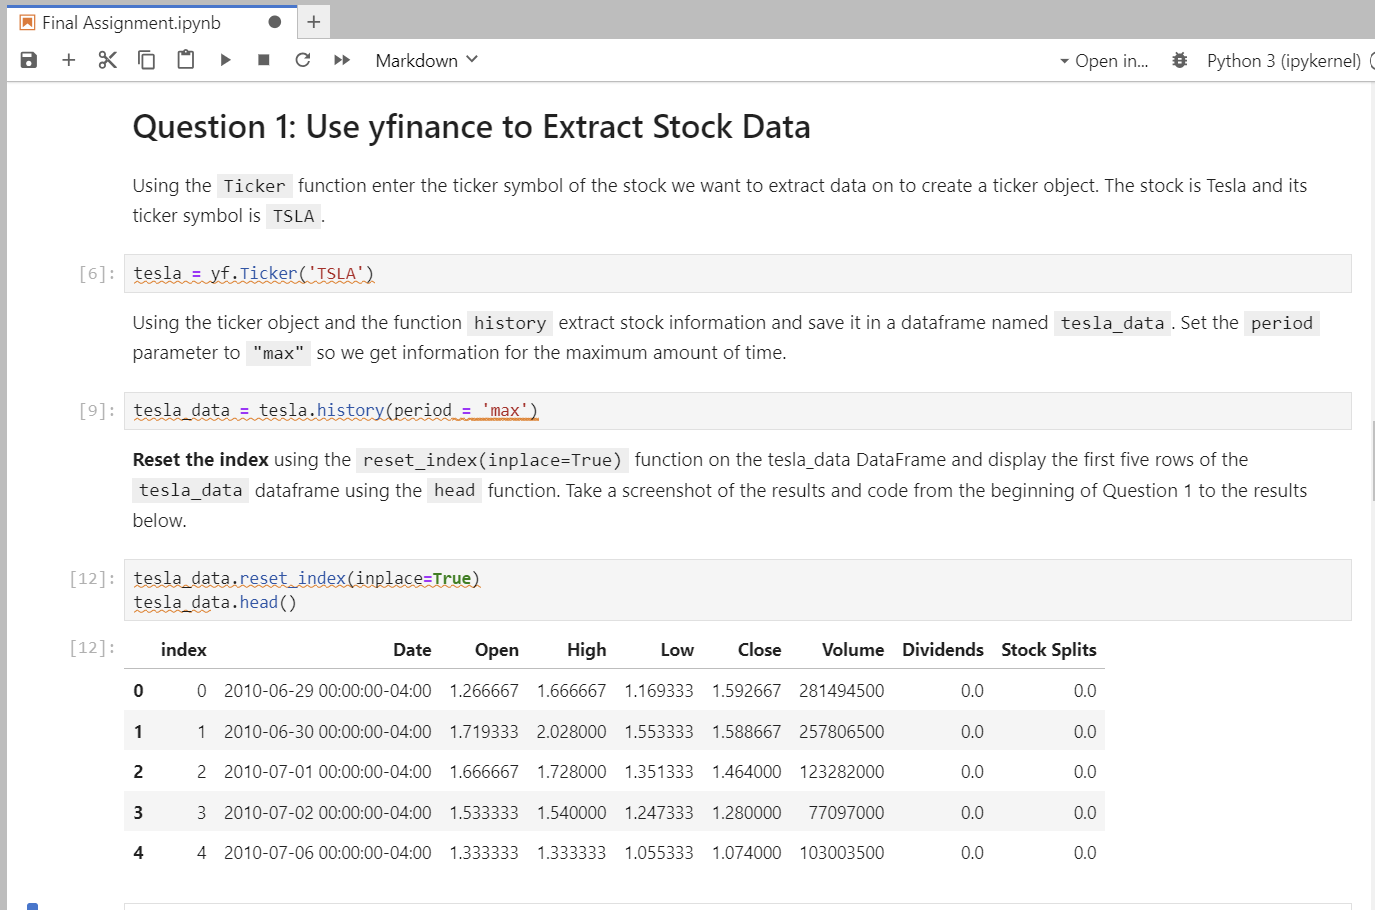 Final Assignment.ipynb
Markdown
Open in...
Python 3 (ipykernel)
Question 1: Use yfinance to Extract Stock Data
Using the Ticker function enter the ticker symbol of the stock we want to extract data on to create a ticker object. The stock is Tesla and its
ticker symbol is TSLA .
[6]: tesla = yf.Ticker('TSLA')
Using the ticker object and the function history extract stock information and save it in a dataframe named tesla_data . Set the period
parameter to "max" so we get information for the maximum amount of time.
[9]: tesla_data = tesla.history(period = 'max')
Reset the index using the reset_index(inplace=True) function on the tesla_data DataFrame and display the first five rows of the
tesla_data dataframe using the head function. Take a screenshot of the results and code from the beginning of Question 1 to the results
below.
[12]: tesla_data.reset_index(inplace=True)
tesla_data.head()
[12]: index Date Open High Low Close Volume Dividends Stock Splits
0 0 2010-06-29 00:00:00-04:00 1.266667 1.666667 1.169333 1.592667 281494500 0.0 0.0
1 1 2010-06-30 00:00:00-04:00 1.719333 2.028000 1.553333 1.588667 257806500 0.0 0.0
2 2 2010-07-01 00:00:00-04:00 1.666667 1.728000 1.351333 1.464000 123282000 0.0 0.0
3 3 2010-07-02 00:00:00-04:00 1.533333 1.540000 1.247333 1.280000 77097000 0.0 0.0
4 4 2010-07-06 00:00:00-04:00 1.333333 1.333333 1.055333 1.074000 103003500 0.0 0.0